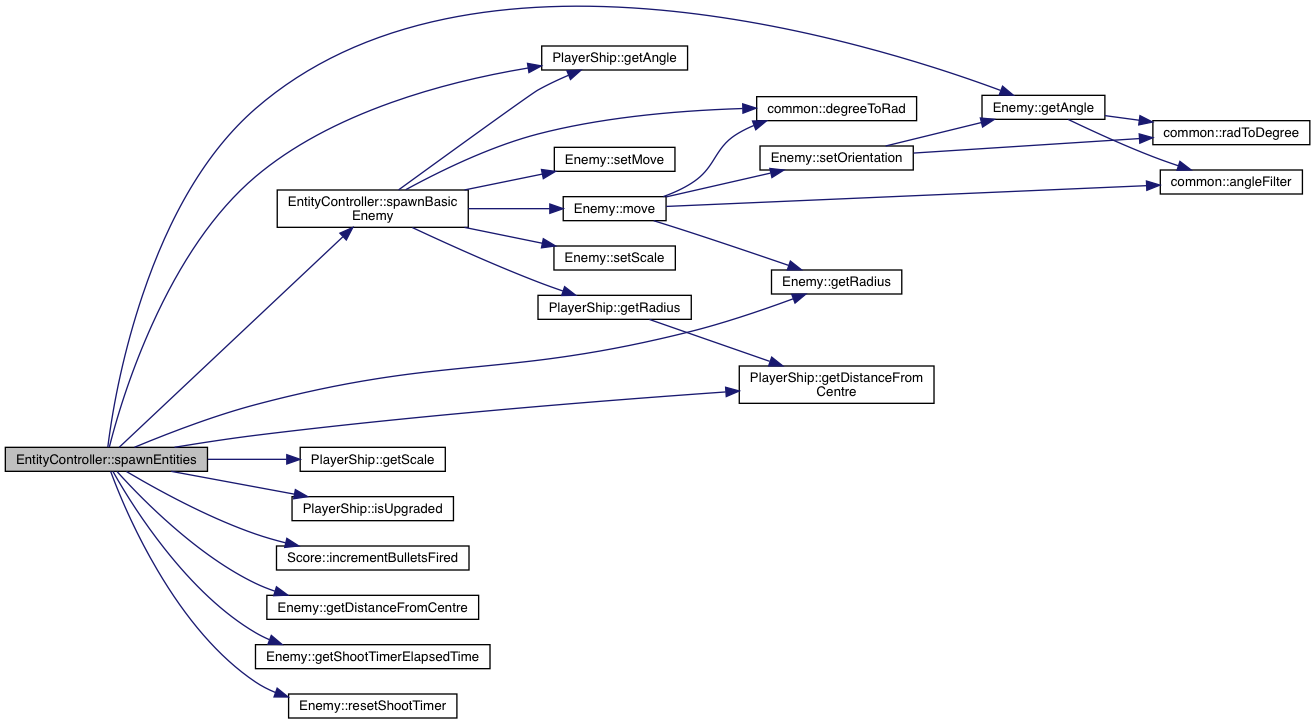 PlayerShip::getAngle
common::degreeToRad
Enemy::getAngle
common::radToDegree
Enemy::setMove
Enemy::setOrientation
common::angleFilter
EntityController::spawnBasic
Enemy
Enemy::move
Enemy::setScale
Enemy::getRadius
PlayerShip::getRadius
PlayerShip::getDistanceFrom
Centre
EntityController::spawnEntities
PlayerShip::getScale
PlayerShip::isUpgraded
Score::incrementBulletsFired
Enemy::getDistanceFromCentre
Enemy::getShootTimerElapsedTime
Enemy::resetShootTimer